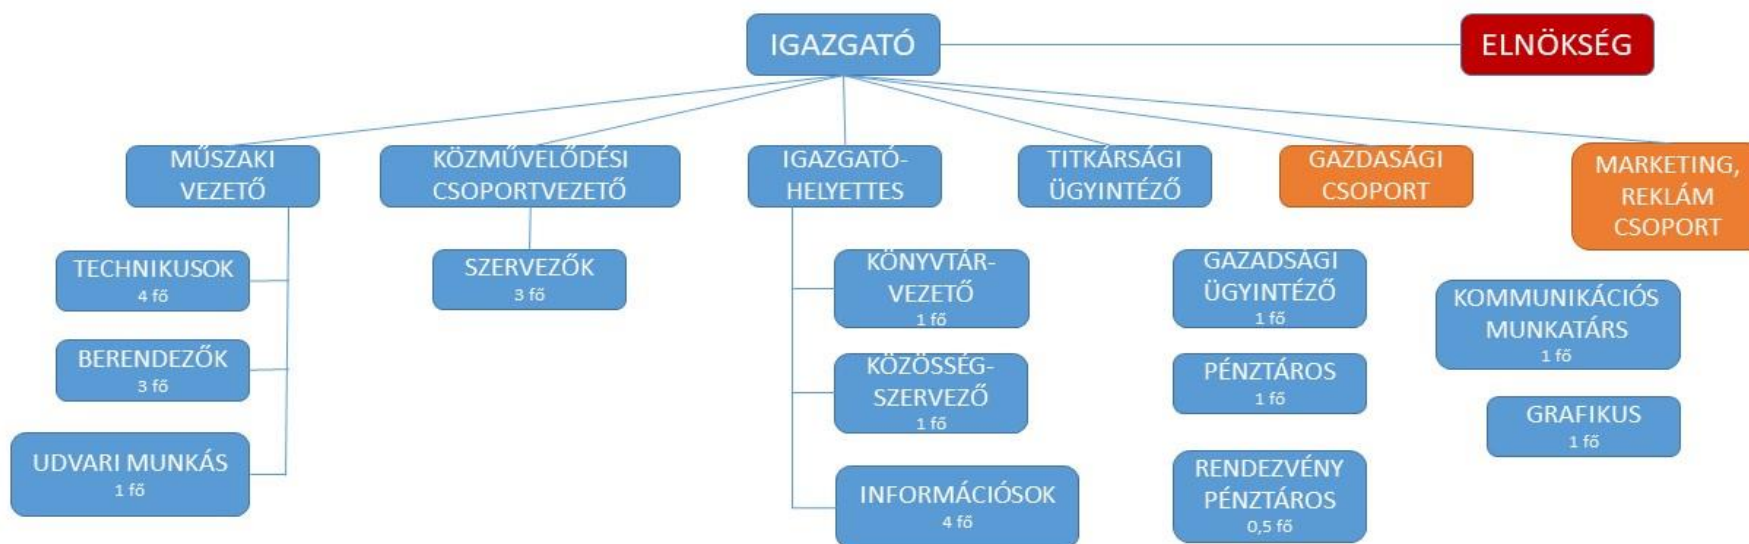 IGAZGATÓ
ELNÖKSÉG
MŰSZAKI
VEZETŐ
KÖZMŰVELŐDÉSI
CSOPORTVEZETŐ
IGAZGATÓ-
HELYETTES
TITKÁRSÁGI
ÜGYINTÉZŐ
GAZDASÁGI
CSOPORT
MARKETING,
REKLÁM
CSOPORT
TECHNIKUSOK
4 fő
BERENDEZŐK
3 fő
UDVARI MUNKÁS
1 fő
SZERVEZŐK
3 fő
KÖNYVTÁR-
VEZETŐ
1 fő
KÖZÖSSÉG-
SZERVEZŐ
1 fő
INFORMÁCIÓSOK
4 fő
GAZADSÁGI
ÜGYINTÉZŐ
1 fő
PÉNZTÁROS
1 fő
RENDEZVÉNY
PÉNZTÁROS
0,5 fő
KOMMUNIKÁCIÓS
MUNKATÁRS
1 fő
GRAFIKUS
1 fő